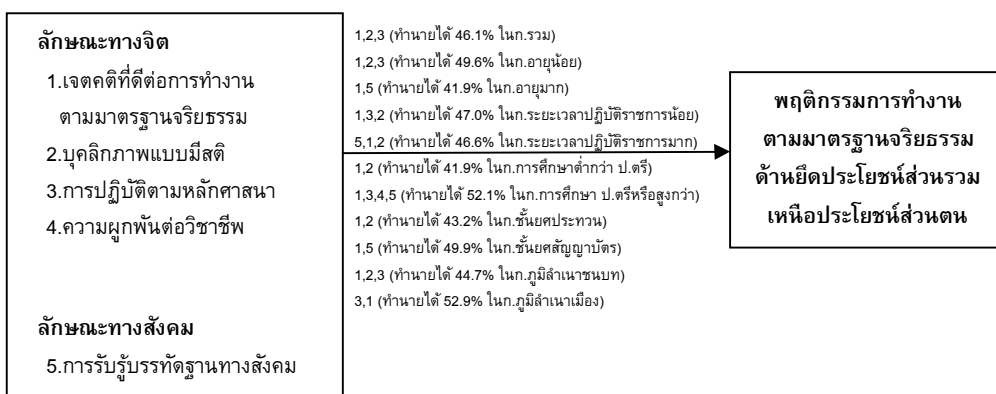 ลักษณะทางจิต
1.เจตคติที่ดีต่อการทำงาน
ตามมาตรฐานจริยธรรม
2.บุคลิกภาพแบบมีสติ
3.การปฏิบัติตามหลักศาสนา
4.ความผูกพันต่อวิชาชีพ
ลักษณะทางสังคม
5.การรับรู้บรรทัดฐานทางสังคม
1,2,3 (ทำนายได้ 46.1% ในก.รวม)
1,2,3 (ทำนายได้ 49.6% ในก.อายุน้อย)
1,5 (ทำนายได้ 41.9% ในก.อายุมาก)
1,3,2 (ทำนายได้ 47.0% ในก.ระยะเวลาปฏิบัติราชการน้อย)
5,1,2 (ทำนายได้ 46.6% ในก.ระยะเวลาปฏิบัติราชการมาก)
1,2 (ทำนายได้ 41.9% ในก.การศึกษาต่ำกว่า ป.ตรี)
1,3,4,5 (ทำนายได้ 52.1% ในก.การศึกษา ป.ตรีหรือสูงกว่า)
1,2 (ทำนายได้ 43.2% ในก.ชั้นยศประทวน)
1,5 (ทำนายได้ 49.9% ในก.ชั้นยศสัญญาบัตร)
1,2,3 (ทำนายได้ 44.7% ในก.ภูมิลำเนาชนบท)
3,1 (ทำนายได้ 52.9% ในก.ภูมิลำเนาเมือง)
พฤติกรรมการทำงาน
ตามมาตรฐานจริยธรรม
ด้านยึดประโยชน์ส่วนรวม
เหนือประโยชน์ส่วนตน